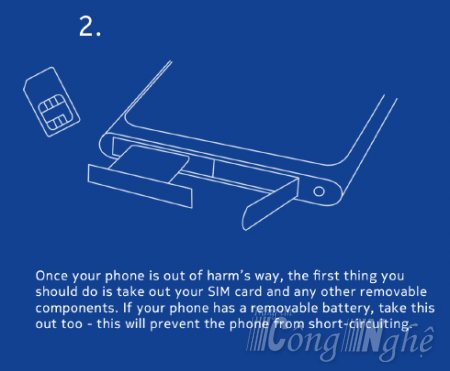 2.
Once your phone is out of harm's way, the first thing you
should do is take out your SIM card and any other removable
components. If your phone has a removable battery, take this
out too - this will prevent the phone from short-circuiting.
Công Nghệ